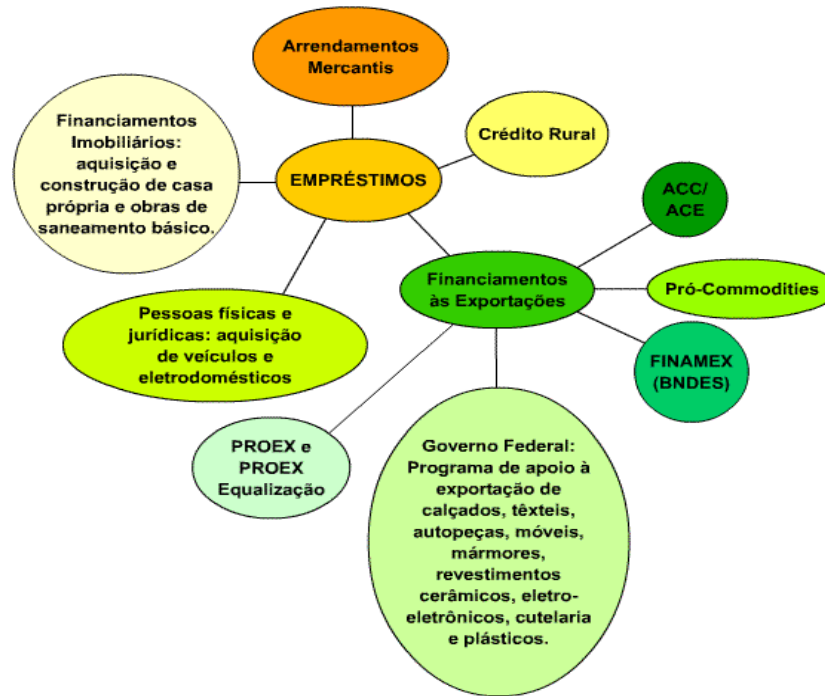 Arrendamentos
Mercantis
Financiamentos
Imobiliários:
aquisição e
construção de casa
própria e obras de
saneamento básico.
Crédito Rural
EMPRÉSTIMOS
ACC/
ACE
Financiamentos
às Exportações
Pró-Commodities
Pessoas físicas e
jurídicas: aquisição
de veículos e
eletrodomésticos
FINAMEX
(BNDES)
PROEX e
PROEX
Equalização
Governo Federal:
Programa de apoio à
exportação de
calçados, têxteis,
autopeças, móveis,
mármores,
revestimentos
cerâmicos, eletro-
eletrônicos, cutelaria
e plásticos.